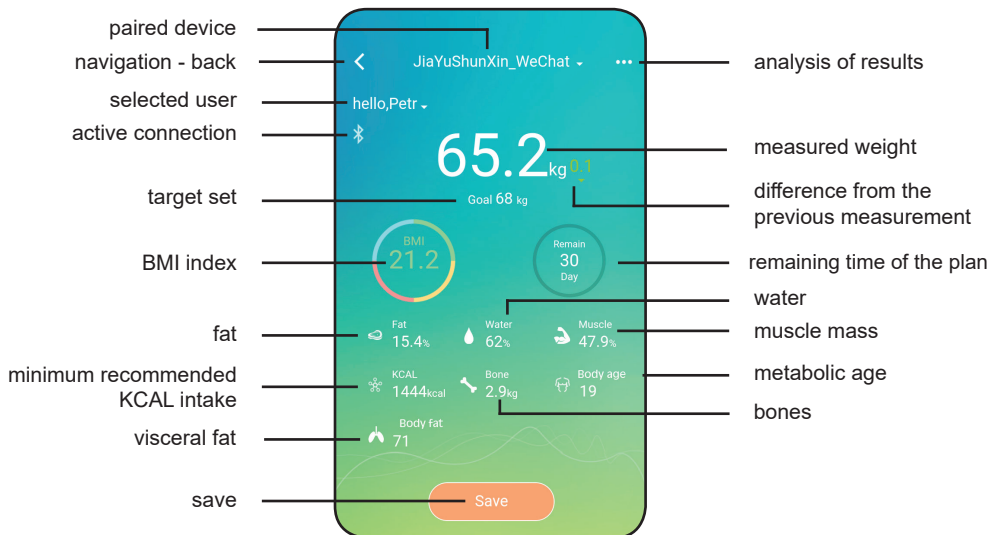 paired device
navigation - back
selected user
active connection
target set
BMI index
fat
minimum recommended
KCAL intake
visceral fat
save
JiaYuShunXin_WeChat
hello,Petr
65.2kg 0.1
Goal 68 kg
BMI
21.2
Remain
30
Day
Fat
15.4%
Water
62%
Muscle
47.9%
KCAL
1444kcal
Bone
2.9kg
Body age
19
Body fat
71
Save
analysis of results
measured weight
difference from the
previous measurement
remaining time of the plan
water
muscle mass
metabolic age
bones